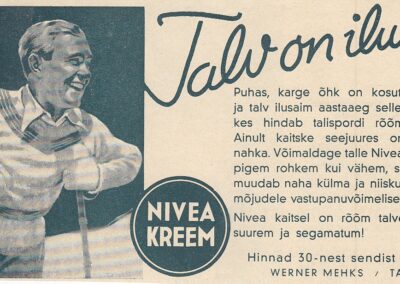 Talv on ilu
Puhas, karge õhk on kosut
ja talv ilusaim aastaaeg selle
kes hindab talispordi rõõm
Ainult kaitske seejuures on
nahka. Võimaldage talle Nivea
pigem rohkem kui vähem, s
muudab naha külma ja niisku
mõjudele vastupanuvõimelise
Nivea kaitsel on rõõm talve
suurem ja segamatum!
Hinnad 30-nest sendist
WERNER MEHKS / TA
NIVEA
KREEM